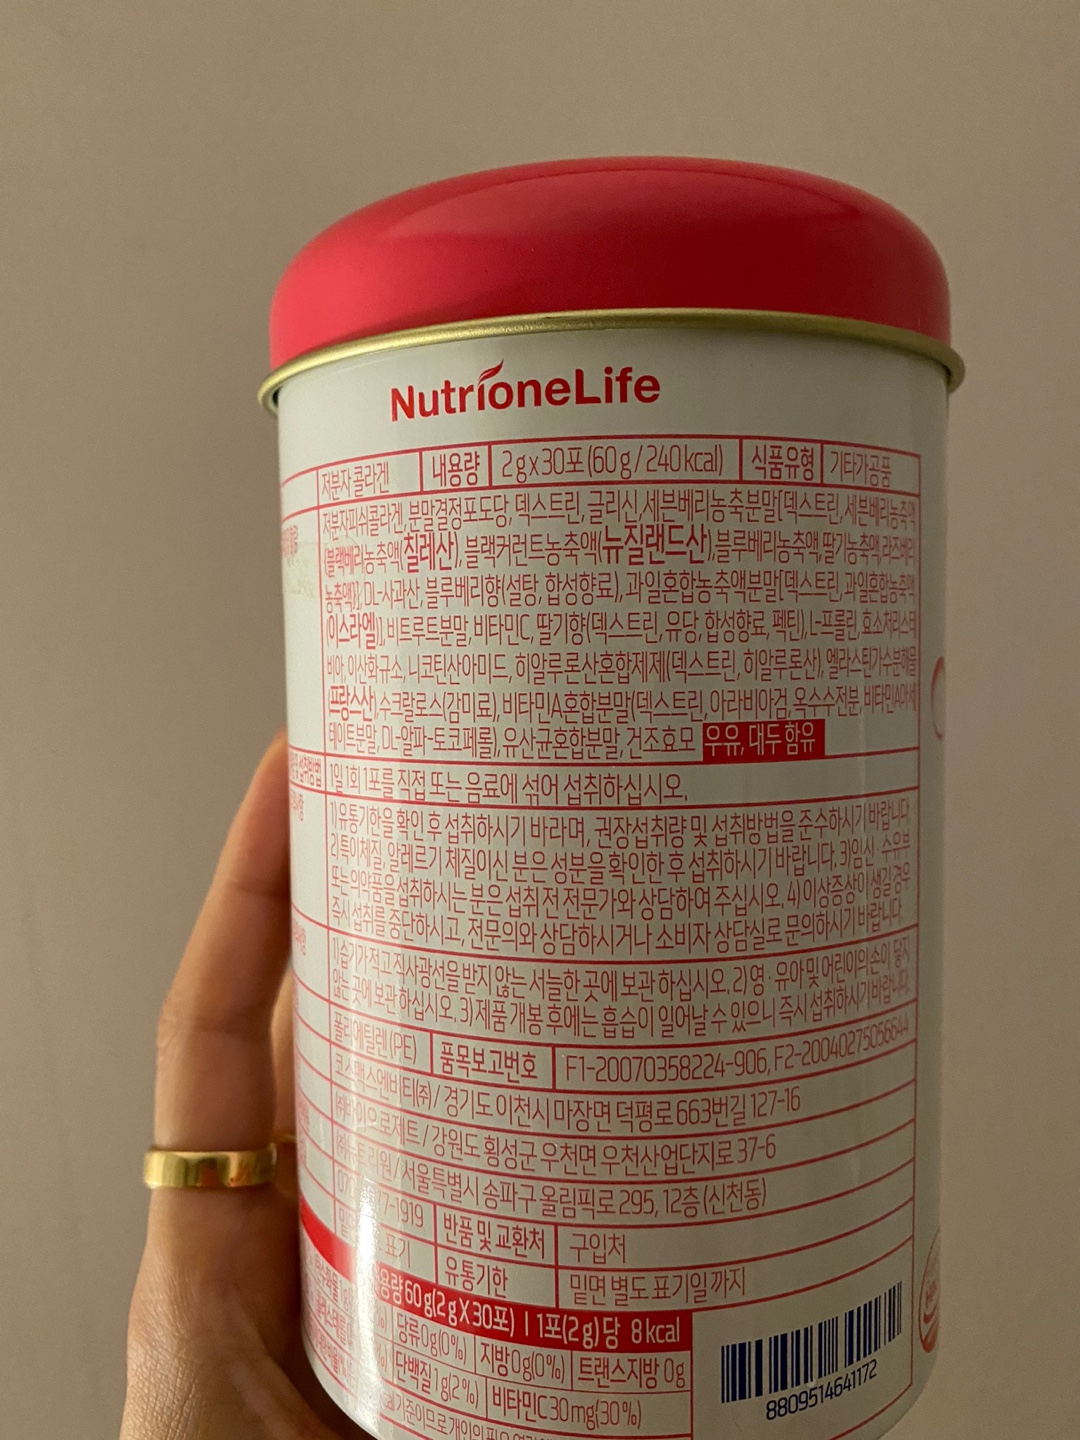 NutrioneLife
저분자 콜라겐 내용량 2gx30포(60g/240kcal) 식품유형 기타가공품
저분자피쉬콜라겐, 분말결정포도당, 덱스트린, 글리신, 세븐베리농축분말[덱스트린, 세븐베리농축액
{블랙베리농축액(칠레산), 블랙커런트농축액(뉴질랜드산), 블루베리농축액, 딸기농축액, 라즈베리
농축액}], DL-사과산, 블루베리향(설탕, 합성향료), 과일혼합농축액분말[덱스트린, 과일혼합농축액
(이스라엘)], 비트루트분말, 비타민C, 딸기향(덱스트린, 유당, 합성향료, 펙틴), L-프롤린, 효소처리스테
비아, 이산화규소, 니코틴산아미드, 히알루론산혼합제제(덱스트린, 히알루론산), 엘라스틴가수분해물
(프랑스산), 수크랄로스(감미료), 비타민A혼합분말(덱스트린, 아라비아검, 옥수수전분, 비타민A아세
테이트분말, DL-알파-토코페롤), 유산균혼합분말, 건조효모 우유, 대두 함유
섭취방법 1일 1회 1포를 직접 또는 음료에 섞어 섭취하십시오.
1) 유통기한을 확인 후 섭취하시기 바라며, 권장섭취량 및 섭취방법을 준수하시기 바랍니다.
2) 특이체질, 알레르기 체질이신 분은 성분을 확인한 후 섭취하시기 바랍니다. 3) 임신·수유부
또는 의약품을 섭취하시는 분은 섭취 전 전문가와 상담하여 주십시오. 4) 이상증상이 생길 경우
즉시 섭취를 중단하시고, 전문의와 상담하시거나 소비자 상담실로 문의하시기 바랍니다.
1) 습기가 적고 직사광선을 받지 않는 서늘한 곳에 보관하십시오. 2) 영·유아 및 어린이의 손이 닿지
않는 곳에 보관하십시오. 3) 제품 개봉 후에는 흡습이 일어날 수 있으니 즉시 섭취하시기 바랍니다.
폴리에틸렌(PE) 품목보고번호 F1-20070358224-906, F2-20040275056644
코스맥스엔비티(주) / 경기도 이천시 마장면 덕평로 663번길 127-16
(주)바이오로제트 / 강원도 횡성군 우천면 우천산업단지로 37-6
(주)뉴트리원 / 서울특별시 송파구 올림픽로 295, 12층 (신천동)
7-1919 반품 및 교환처 구입처
표기 유통기한 밑면 별도 표기일 까지
용량 60g(2gX30포) | 1포(2g)당 8kcal
당류 0g(0%) 지방 0g(0%) 트랜스지방 0g
단백질 1g(2%) 비타민C 30mg(30%)
8809514641172